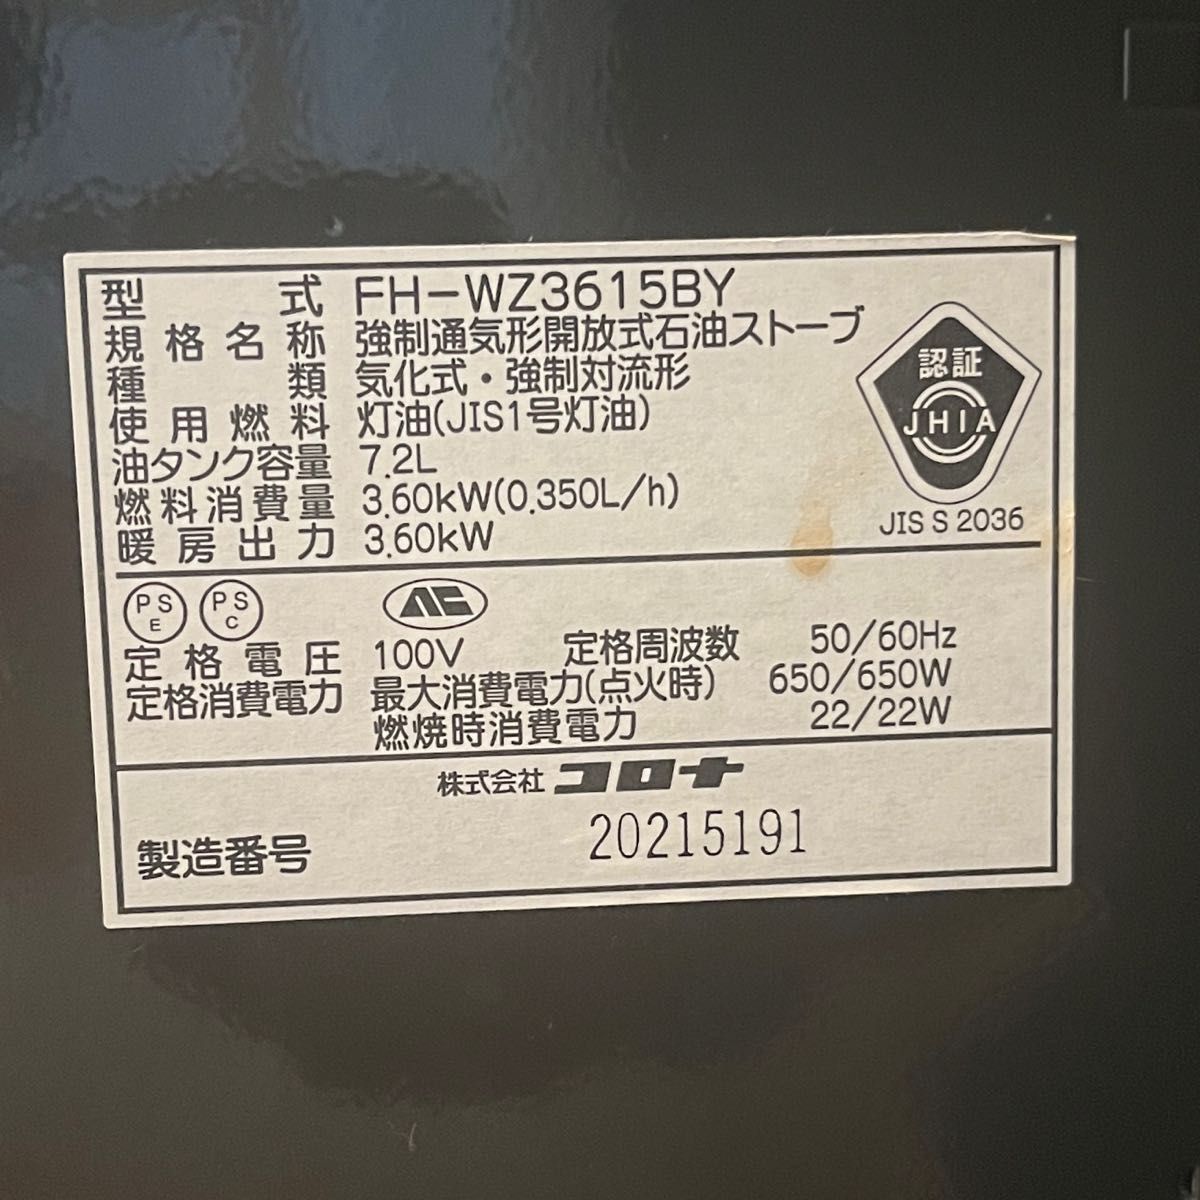 型式 FH-WZ3615BY
規格名称 強制通気形開放式石油ストーブ
種類 気化式・強制対流形
使用燃料 灯油(JIS1号灯油)
油タンク容量 7.2L
燃料消費量 3.60kW(0.350L/h)
暖房出力 3.60kW
認証
JHIA
JIS S 2036
PS E PS C
定格電圧 100V 定格周波数 50/60Hz
定格消費電力 最大消費電力(点火時) 650/650W
燃焼時消費電力 22/22W
株式会社コロナ
製造番号 20215191